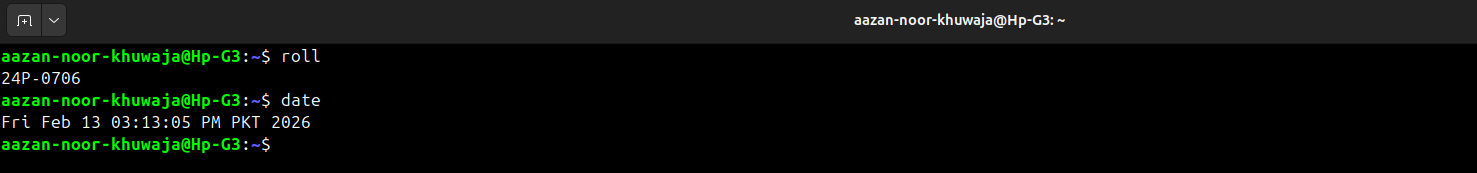 aazan-noor-khuwaja@Hp-G3: ~
aazan-noor-khuwaja@Hp-G3:~$ roll
24P-0706
aazan-noor-khuwaja@Hp-G3:~$ date
Fri Feb 13 03:13:05 PM PKT 2026
aazan-noor-khuwaja@Hp-G3:~$